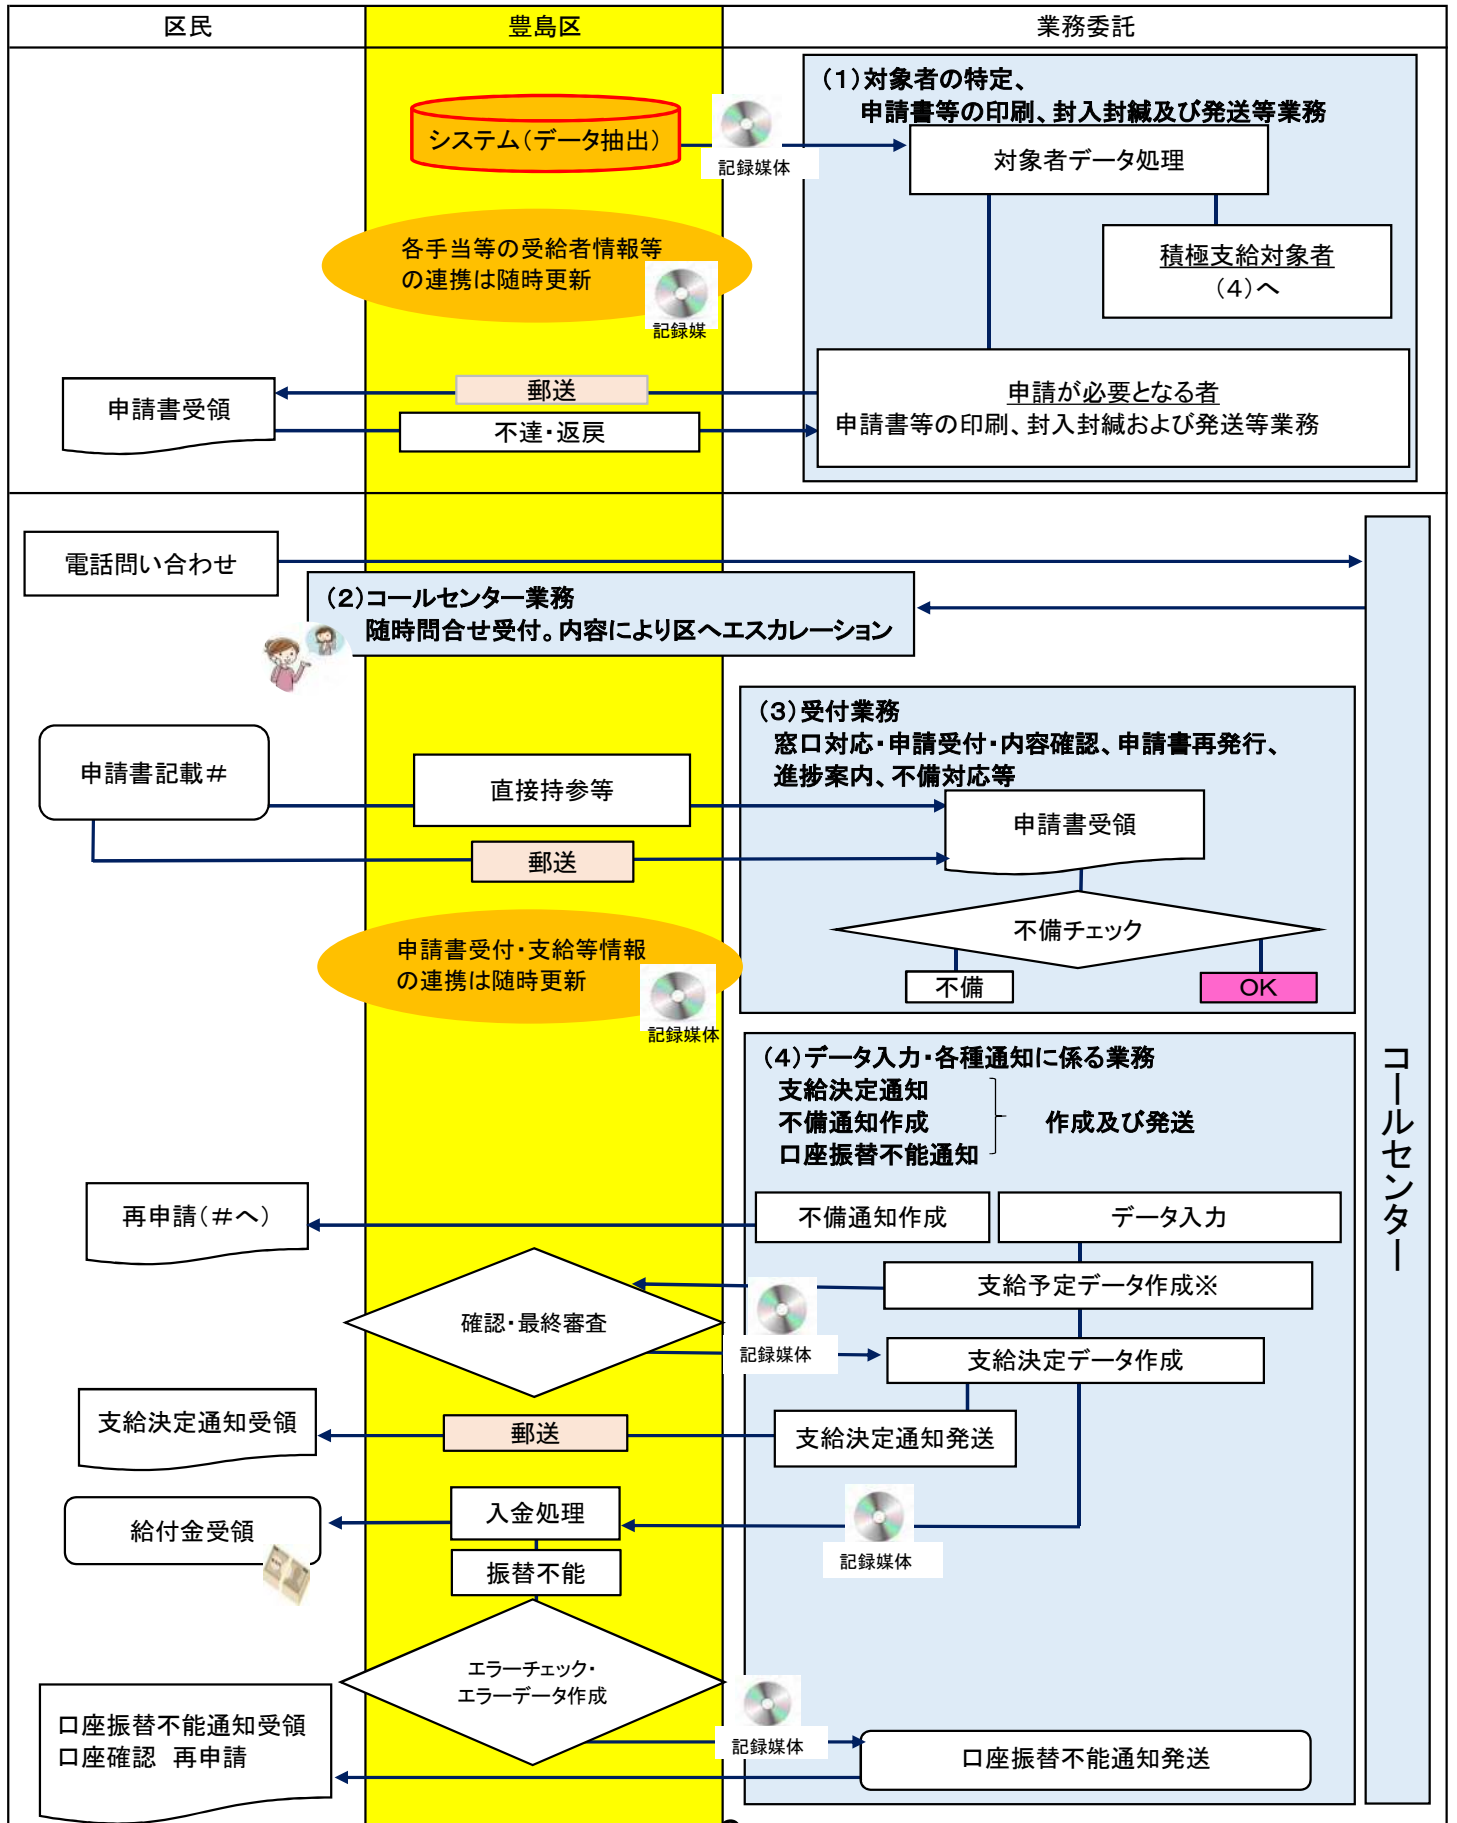 区民
豊島区
業務委託
（1）対象者の特定、
申請書等の印刷、封入封緘及び発送等業務
システム（データ抽出）
記録媒体
対象者データ処理
各手当等の受給者情報等
の連携は随時更新
記録媒
積極支給対象者
（4）へ
申請書受領
郵送
不達・返戻
申請が必要となる者
申請書等の印刷、封入封緘および発送等業務
電話問い合わせ
（2）コールセンター業務
随時問合せ受付。内容により区へエスカレーション
（3）受付業務
窓口対応・申請受付・内容確認、申請書再発行、
進捗案内、不備対応等
申請書記載＃
直接持参等
郵送
申請書受領
不備チェック
不備
OK
申請書受付・支給等情報
の連携は随時更新
記録媒体
（4）データ入力・各種通知に係る業務
支給決定通知
不備通知作成
作成及び発送
口座振替不能通知
コールセンター
再申請（＃へ）
不備通知作成
データ入力
支給予定データ作成※
確認・最終審査
記録媒体
支給決定データ作成
支給決定通知受領
郵送
支給決定通知発送
給付金受領
入金処理
記録媒体
振替不能
エラーチェック・
エラーデータ作成
記録媒体
口座振替不能通知受領
口座確認　再申請
口座振替不能通知発送